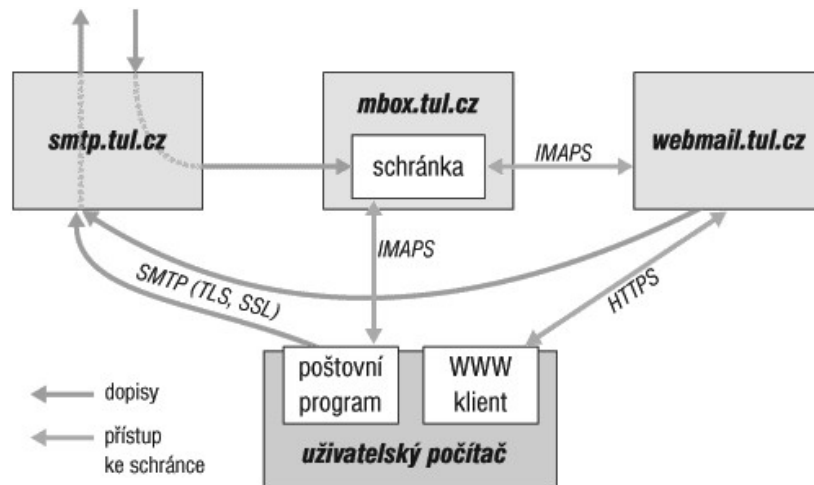 smtp.tul.cz
mbox.tul.cz
schránka
IMAPS
webmail.tul.cz
IMAPS
SMTP (TLS, SSL)
HTTPS
poštovní
program
WWW
klient
uživatelský počítač
dopisy
přístup
ke schránce